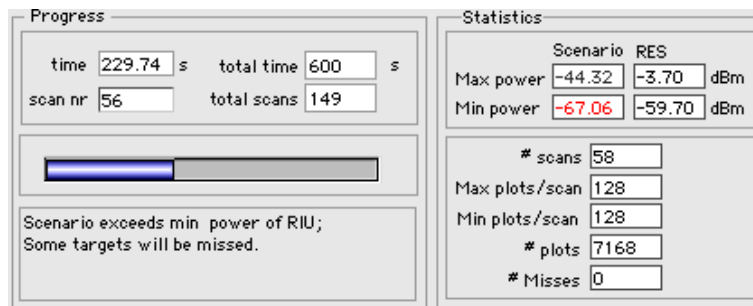 Progress
time 229.74 s total time 600 s
scan nr 56 total scans 149
Scenario exceeds min power of RIU;
Some targets will be missed.
Statistics
Scenario RES
Max power -44.32 -3.70 dBm
Min power -67.06 -59.70 dBm
# scans 58
Max plots/scan 128
Min plots/scan 128
# plots 7168
# Misses 0